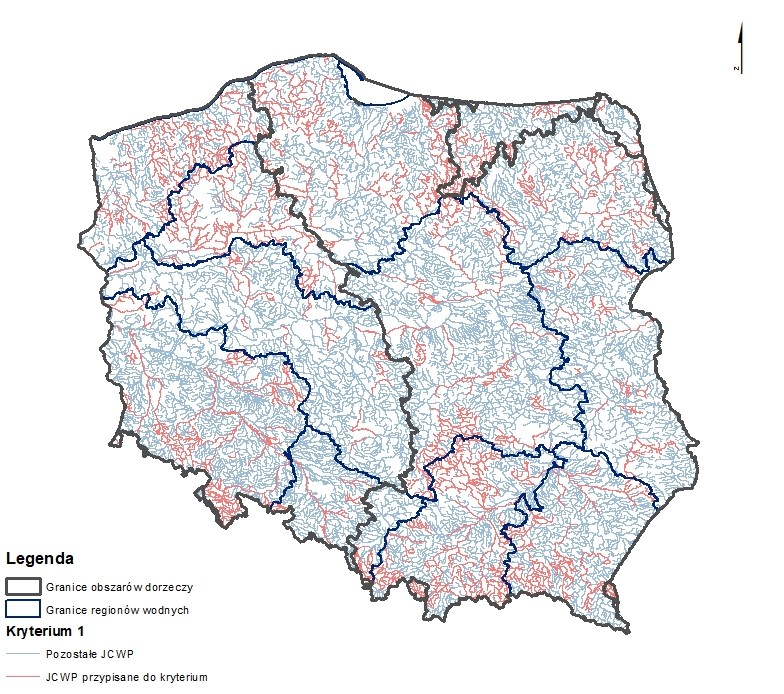 z
Legenda
Granice obszarów dorzeczy
Granice regionów wodnych
Kryterium 1
Pozostałe JCWP
JCWP przypisane do kryterium